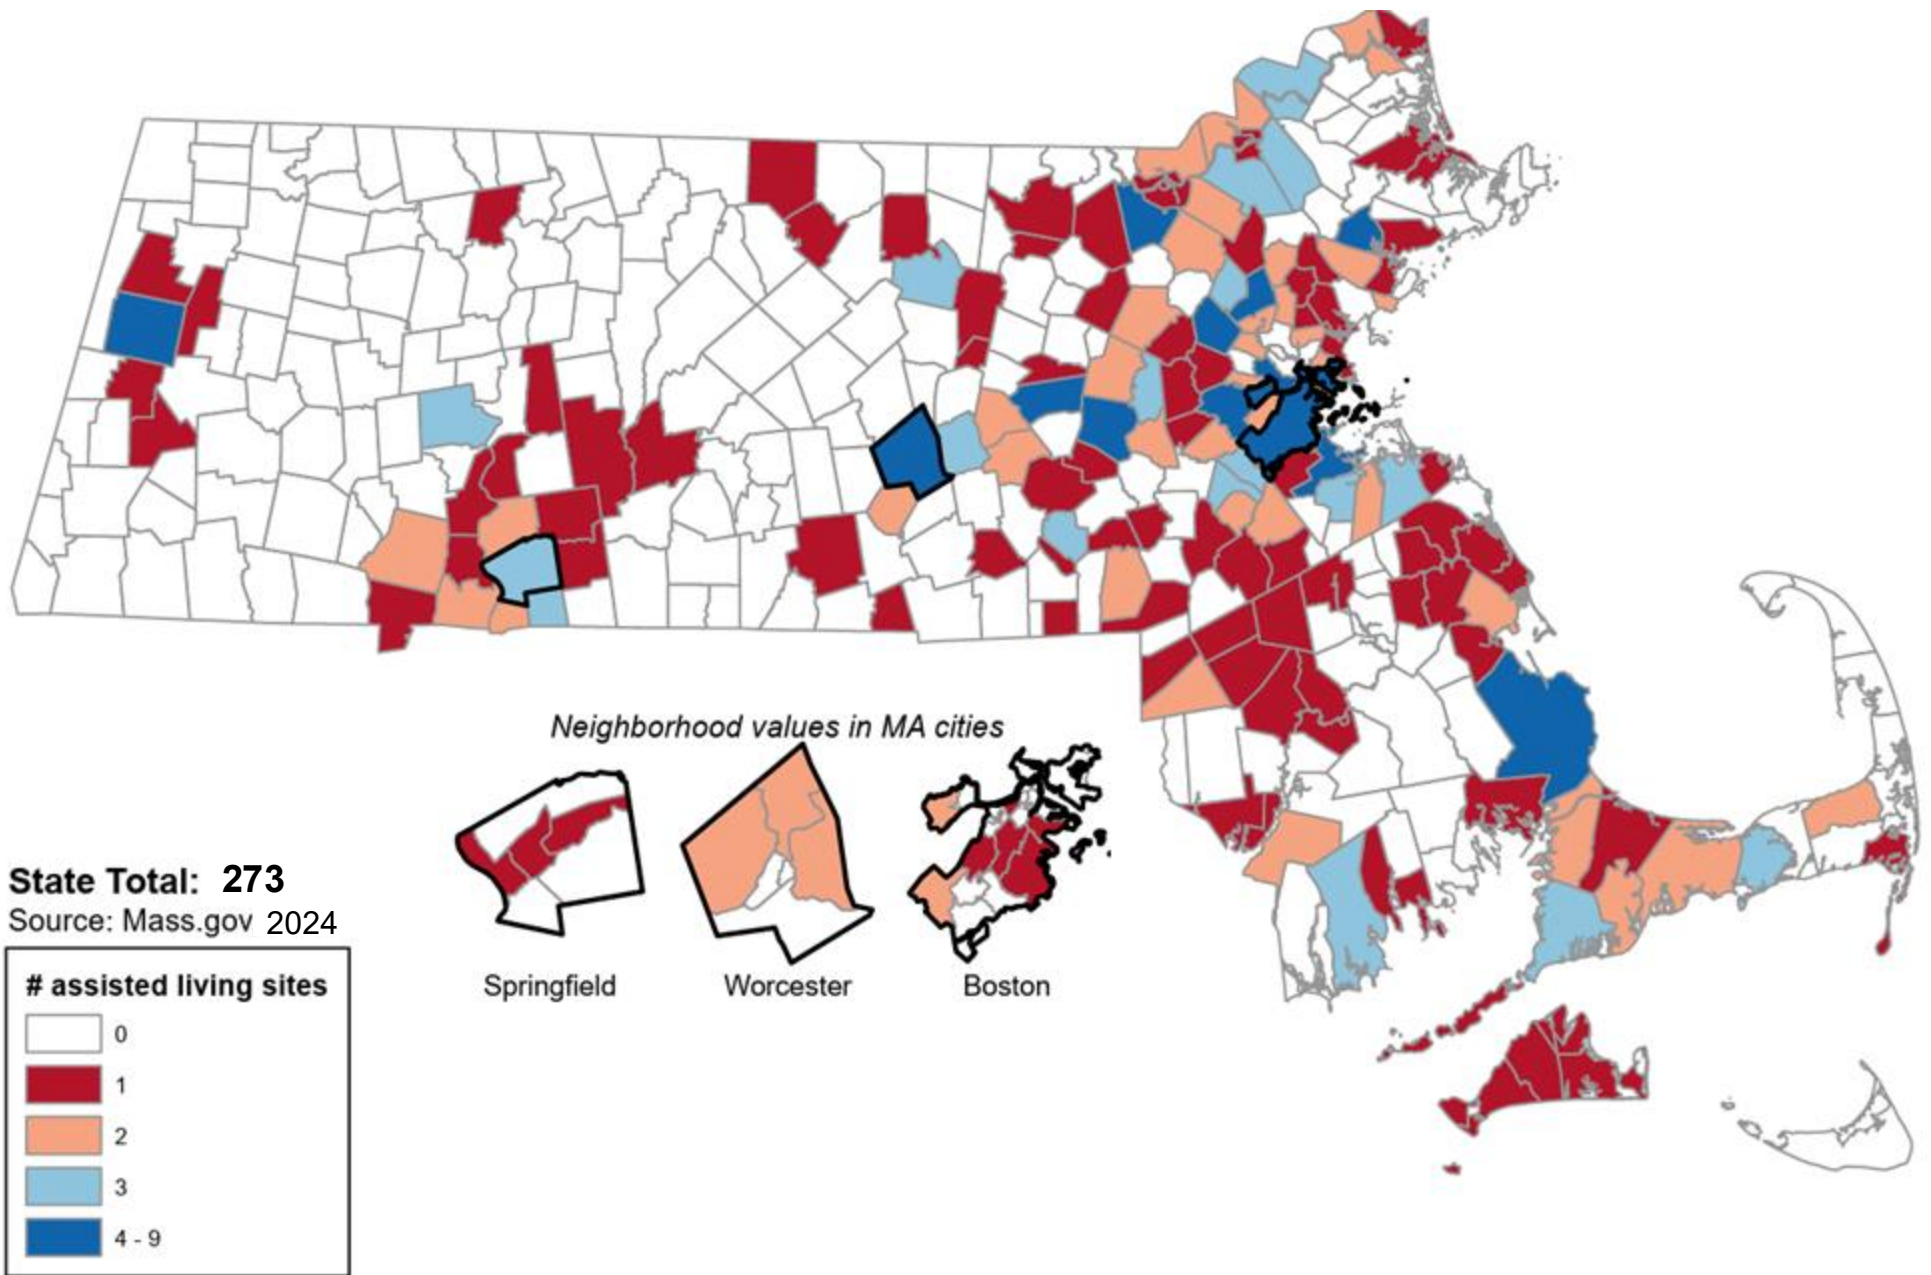 Neighborhood values in MA cities
Springfield
Worcester
Boston
State Total: 273
Source: Mass.gov 2024
# assisted living sites
0
1
2
3
4 - 9